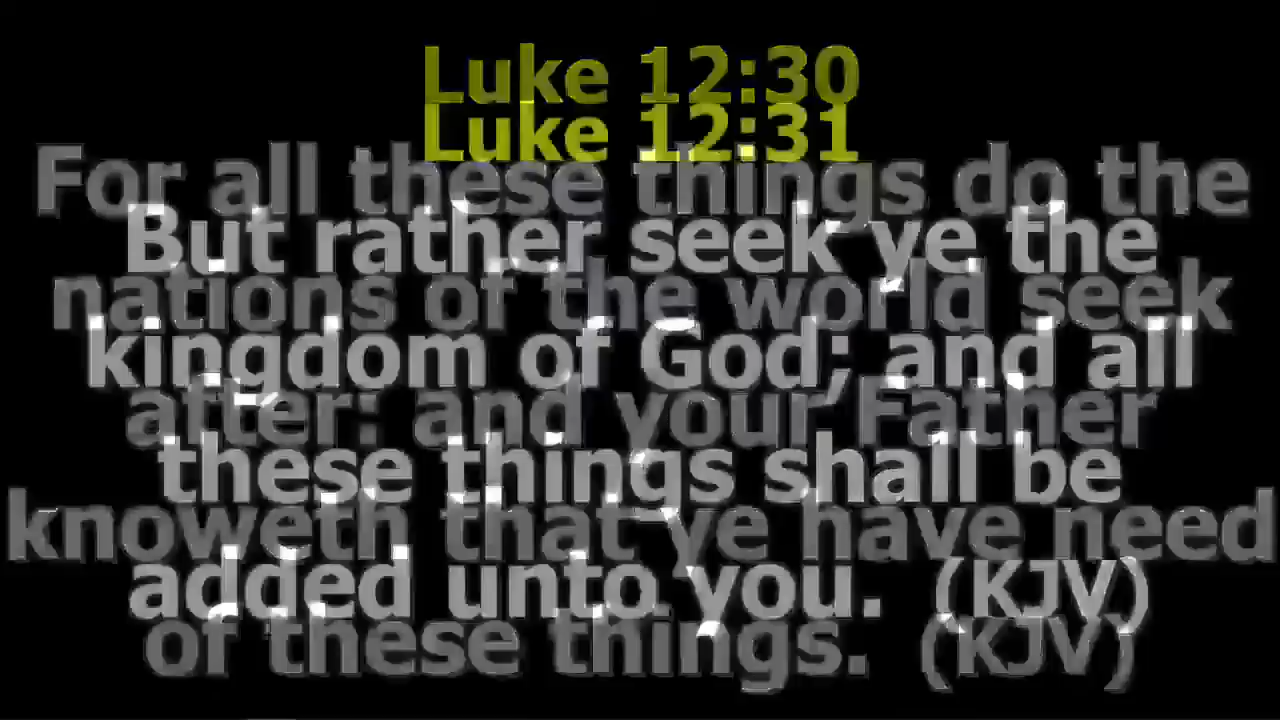 Luke 12:30
Luke 12:31
For all these things do the
But rather seek ye the
nations of the world seek
kingdom of God; and all
after: and your Father
these things shall be
knoweth that ye have need
added unto you. (KJV)
of these things. (KJV)